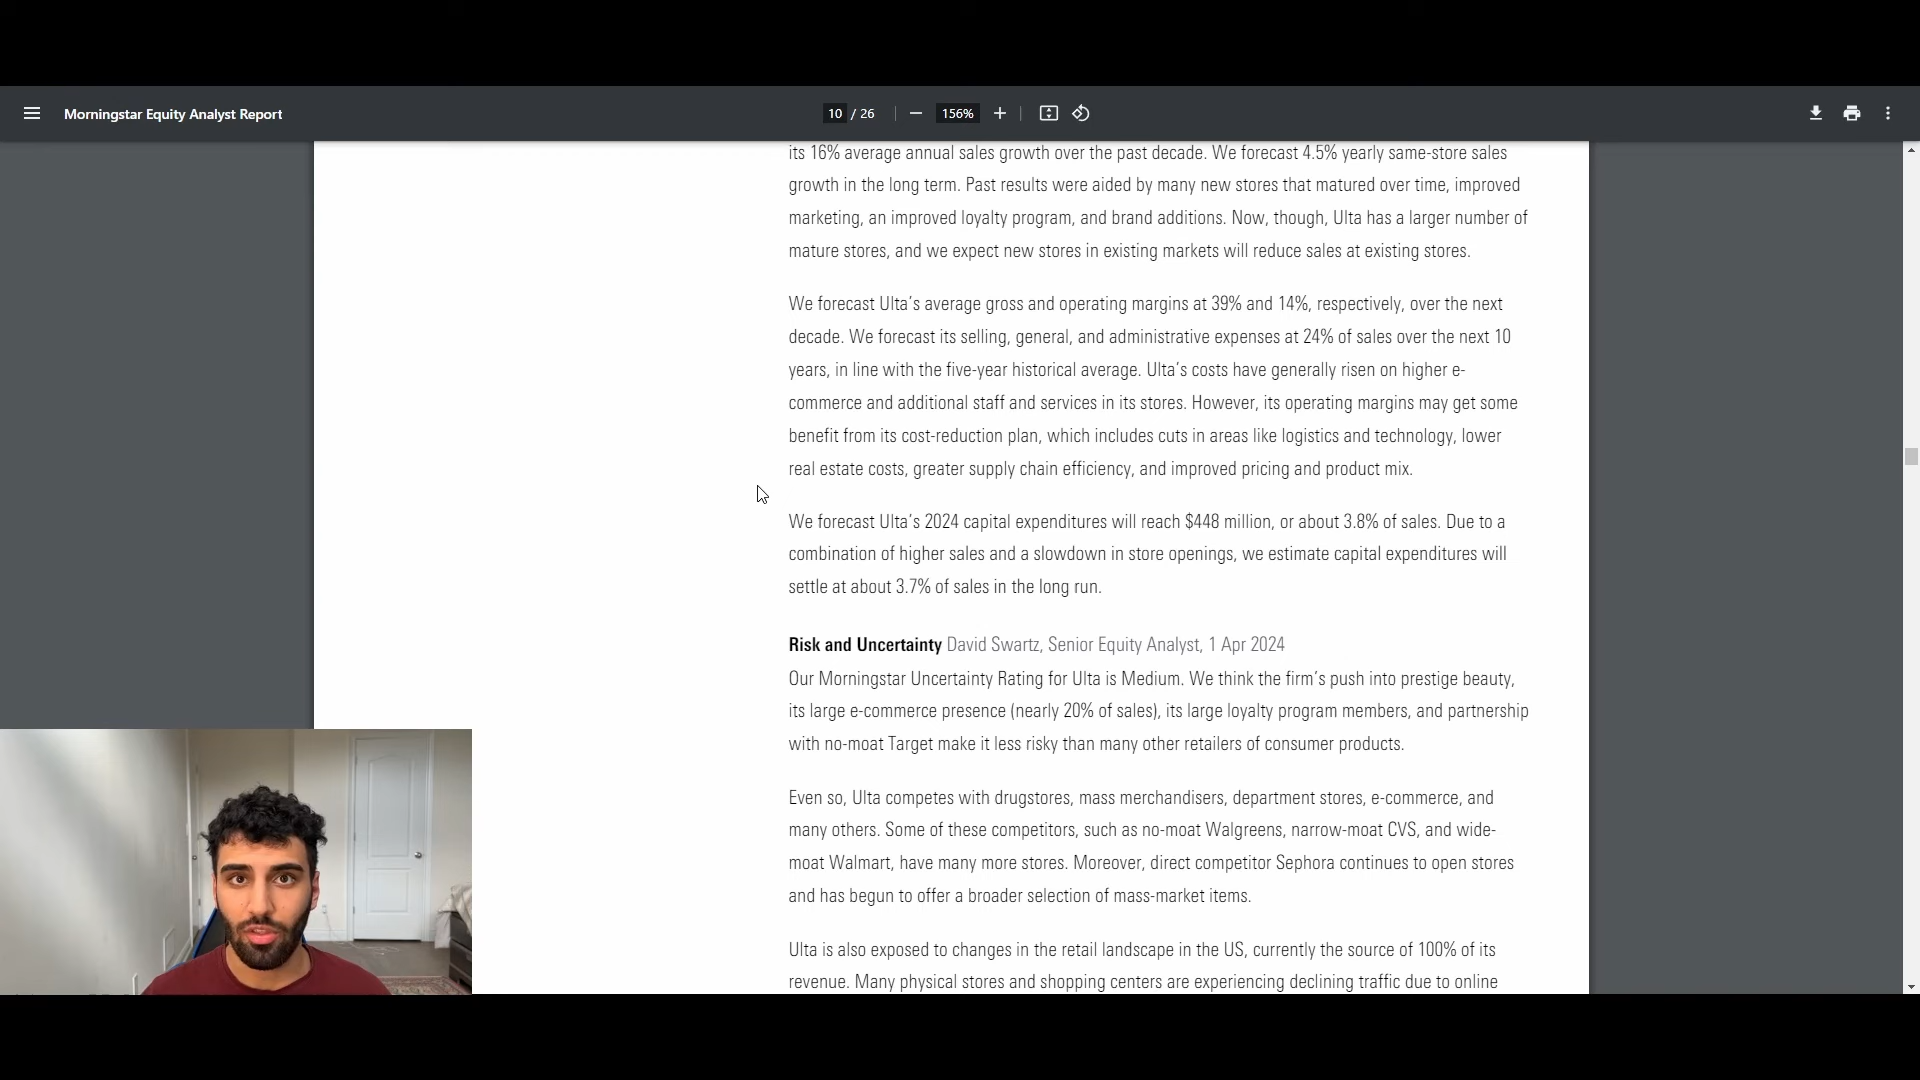 Morningstar Equity Analyst Report
10 / 26
156%
its 16% average annual sales growth over the past decade. We forecast 4.5% yearly same-store sales
growth in the long term. Past results were aided by many new stores that matured over time, improved
marketing, an improved loyalty program, and brand additions. Now, though, Ulta has a larger number of
mature stores, and we expect new stores in existing markets will reduce sales at existing stores.
We forecast Ulta's average gross and operating margins at 39% and 14%, respectively, over the next
decade. We forecast its selling, general, and administrative expenses at 24% of sales over the next 10
years, in line with the five-year historical average. Ulta's costs have generally risen on higher e-
commerce and additional staff and services in its stores. However, its operating margins may get some
benefit from its cost-reduction plan, which includes cuts in areas like logistics and technology, lower
real estate costs, greater supply chain efficiency, and improved pricing and product mix.
We forecast Ulta's 2024 capital expenditures will reach $448 million, or about 3.8% of sales. Due to a
combination of higher sales and a slowdown in store openings, we estimate capital expenditures will
settle at about 3.7% of sales in the long run.
Risk and Uncertainty David Swartz, Senior Equity Analyst, 1 Apr 2024
Our Morningstar Uncertainty Rating for Ulta is Medium. We think the firm's push into prestige beauty,
its large e-commerce presence (nearly 20% of sales), its large loyalty program members, and partnership
with no-moat Target make it less risky than many other retailers of consumer products.
Even so, Ulta competes with drugstores, mass merchandisers, department stores, e-commerce, and
many others. Some of these competitors, such as no-moat Walgreens, narrow-moat CVS, and wide-
moat Walmart, have many more stores. Moreover, direct competitor Sephora continues to open stores
and has begun to offer a broader selection of mass-market items.
Ulta is also exposed to changes in the retail landscape in the US, currently the source of 100% of its
revenue. Many physical stores and shopping centers are experiencing declining traffic due to online